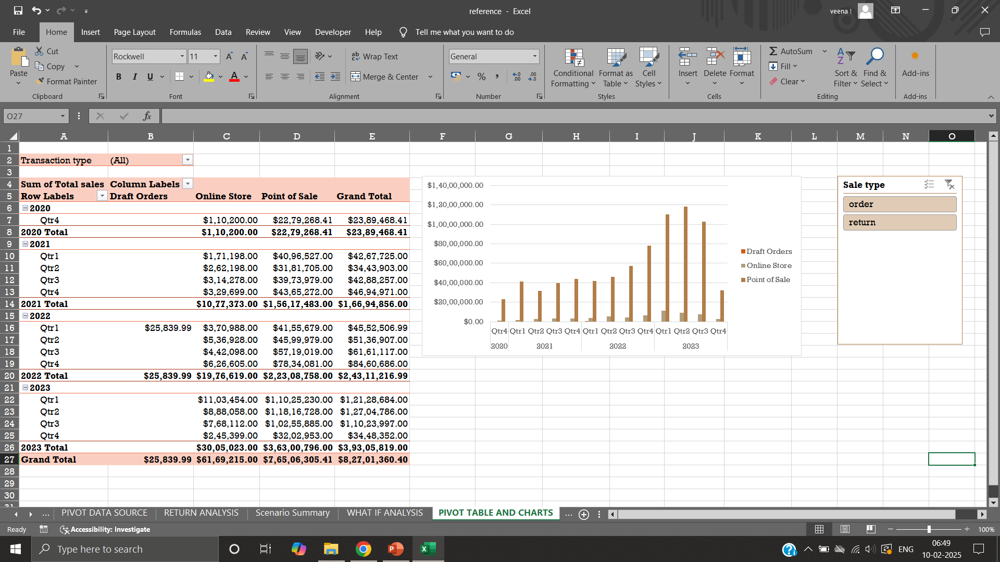 reference - Excel
veena !
File Home Insert Page Layout Formulas Data Review View Developer Help Tell me what you want to do
Paste
Cut
Copy
Format Painter
Clipboard
Rockwell 11
B I U
Font
Wrap Text
Merge & Center
Alignment
General
%
Number
Conditional Formatting
Format as Table
Cell Styles
Styles
Insert
Delete
Format
Cells
AutoSum
Fill
Clear
Sort & Filter
Find & Select
Editing
Add-ins
Add-ins
O27
fx
A B C D E F G H I J K L M N O
1
2 Transaction type (All)
3
4 Sum of Total sales Column Labels
5 Row Labels Draft Orders Online Store Point of Sale Grand Total
6 2020
7 Qtr4 $1,10,200.00 $22,79,268.41 $23,89,468.41
8 2020 Total $1,10,200.00 $22,79,268.41 $23,89,468.41
9 2021
10 Qtr1 $1,71,198.00 $40,96,527.00 $42,67,725.00
11 Qtr2 $2,62,198.00 $31,81,705.00 $34,43,903.00
12 Qtr3 $3,14,278.00 $39,73,979.00 $42,88,257.00
13 Qtr4 $3,29,699.00 $43,65,272.00 $46,94,971.00
14 2021 Total $10,77,373.00 $1,56,17,483.00 $1,66,94,856.00
15 2022
16 Qtr1 $25,839.99 $3,70,988.00 $41,55,679.00 $45,52,506.99
17 Qtr2 $5,36,928.00 $45,99,979.00 $51,36,907.00
18 Qtr3 $4,42,098.00 $57,19,019.00 $61,61,117.00
19 Qtr4 $6,26,605.00 $78,34,081.00 $84,60,686.00
20 2022 Total $25,839.99 $19,76,619.00 $2,23,08,758.00 $2,43,11,216.99
21 2023
22 Qtr1 $11,03,454.00 $1,10,25,230.00 $1,21,28,684.00
23 Qtr2 $8,88,058.00 $1,18,16,728.00 $1,27,04,786.00
24 Qtr3 $7,68,112.00 $1,02,55,885.00 $1,10,23,997.00
25 Qtr4 $2,45,399.00 $32,02,953.00 $34,48,352.00
26 2023 Total $30,05,023.00 $3,63,00,796.00 $3,93,05,819.00
27 Grand Total $25,839.99 $61,69,215.00 $7,65,06,305.41 $8,27,01,360.40
28
29
30
31
$1,40,00,000.00
$1,20,00,000.00
$1,00,00,000.00
$80,00,000.00
$60,00,000.00
$40,00,000.00
$20,00,000.00
$0.00
Qtr4 Qtr1 Qtr2 Qtr3 Qtr4 Qtr1 Qtr2 Qtr3 Qtr4 Qtr1 Qtr2 Qtr3 Qtr4
2020 2021 2022 2023
Draft Orders
Online Store
Point of Sale
Sale type
order
return
... PIVOT DATA SOURCE RETURN ANALYSIS Scenario Summary WHAT IF ANALYSIS PIVOT TABLE AND CHARTS ...
Ready Accessibility: Investigate 100%
Type here to search
ENG
06:49
10-02-2025